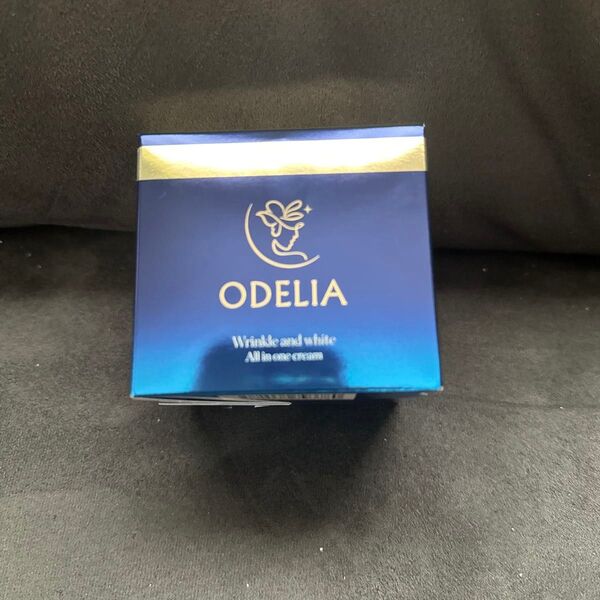 ODELIA
Wrinkle and white
All in one cream